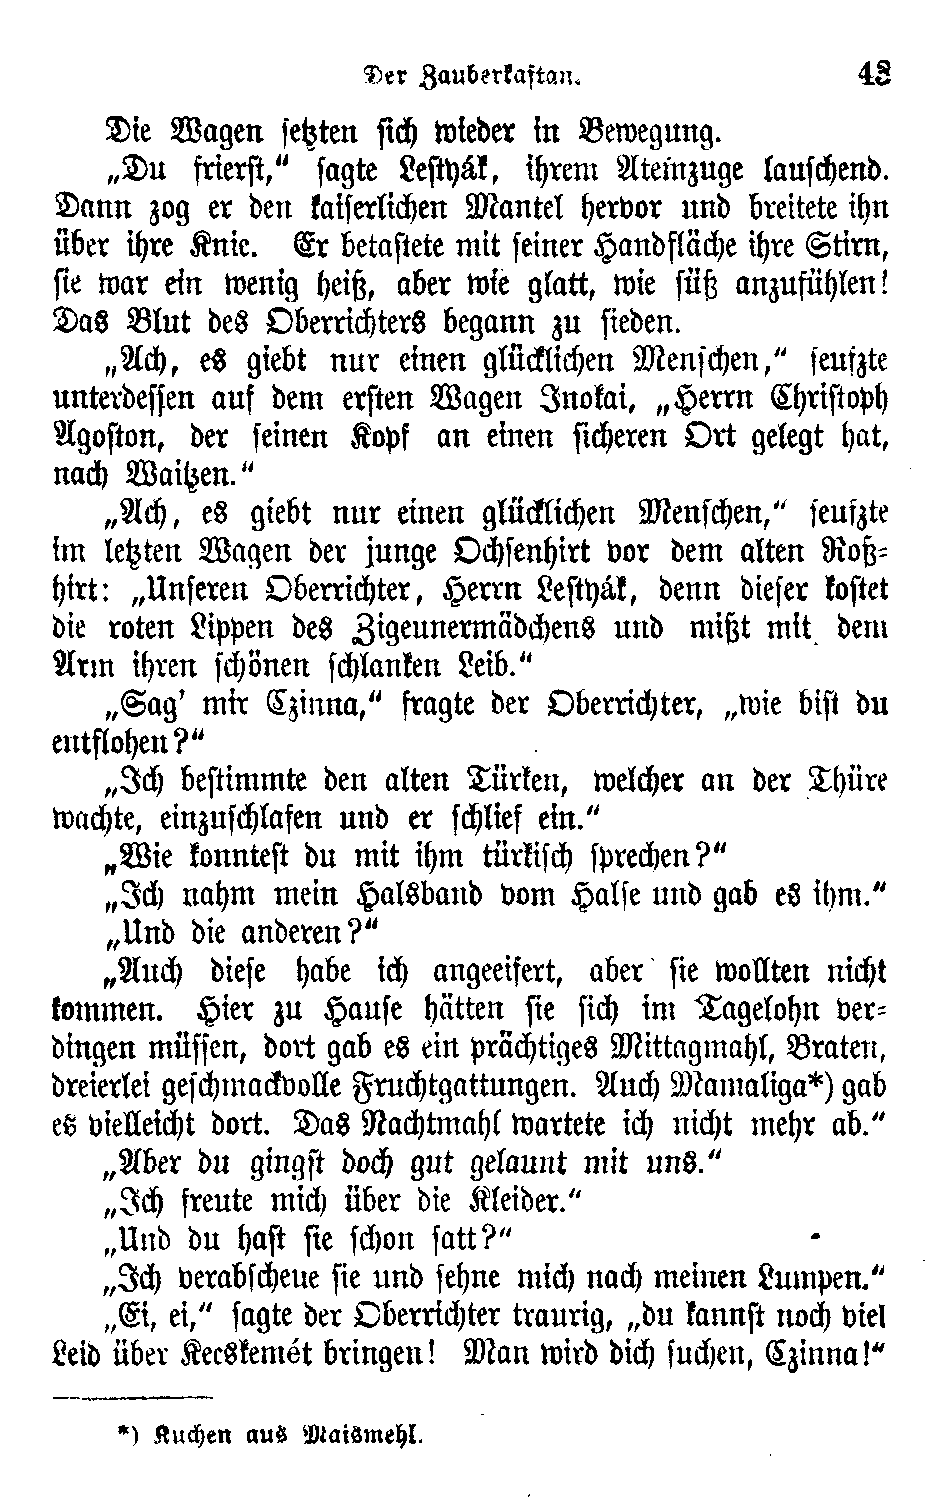 Der Zauberkaftan. 43
Die Wagen setzten sich wieder in Bewegung.
„Du frierst,“ sagte Lestyák, ihrem Atemzuge lauschend.
Dann zog er den kaiserlichen Mantel hervor und breitete ihn
über ihre Knie. Er betastete mit seiner Handfläche ihre Stirn,
sie war ein wenig heiß, aber wie glatt, wie süß anzufühlen!
Das Blut des Oberrichters begann zu sieden.
„Ach, es giebt nur einen glücklichen Menschen,“ seufzte
unterdessen auf dem ersten Wagen Inokai, „Herrn Christoph
Agoston, der seinen Kopf an einen sicheren Ort gelegt hat,
nach Waitzen.“
„Ach, es giebt nur einen glücklichen Menschen,“ seufzte
im letzten Wagen der junge Ochsenhirt vor dem alten Roß-
hirt: „Unseren Oberrichter, Herrn Lestyák, denn dieser kostet
die roten Lippen des Zigeunermädchens und mißt mit dem
Arm ihren schönen schlanken Leib.“
„Sag' mir Czinna,“ fragte der Oberrichter, „wie bist du
entflohen?“
„Ich bestimmte den alten Türken, welcher an der Thüre
wachte, einzuschlafen und er schlief ein.“
„Wie konntest du mit ihm türkisch sprechen?“
„Ich nahm mein Halsband vom Halse und gab es ihm.“
„Und die anderen?“
„Auch diese habe ich angeeifert, aber sie wollten nicht
kommen. Hier zu Hause hätten sie sich im Tagelohn ver-
dingen müssen, dort gab es ein prächtiges Mittagmahl, Braten,
dreierlei geschmackvolle Fruchtgattungen. Auch Mamaliga*) gab
es vielleicht dort. Das Nachtmahl wartete ich nicht mehr ab.“
„Aber du gingst doch gut gelaunt mit uns.“
„Ich freute mich über die Kleider.“
„Und du hast sie schon satt?“
„Ich verabscheue sie und sehne mich nach meinen Lumpen.“
„Ei, ei,“ sagte der Oberrichter traurig, „du kannst noch viel
Leid über Kecskemét bringen! Man wird dich suchen, Czinna!“
*) Kuchen aus Maismehl.